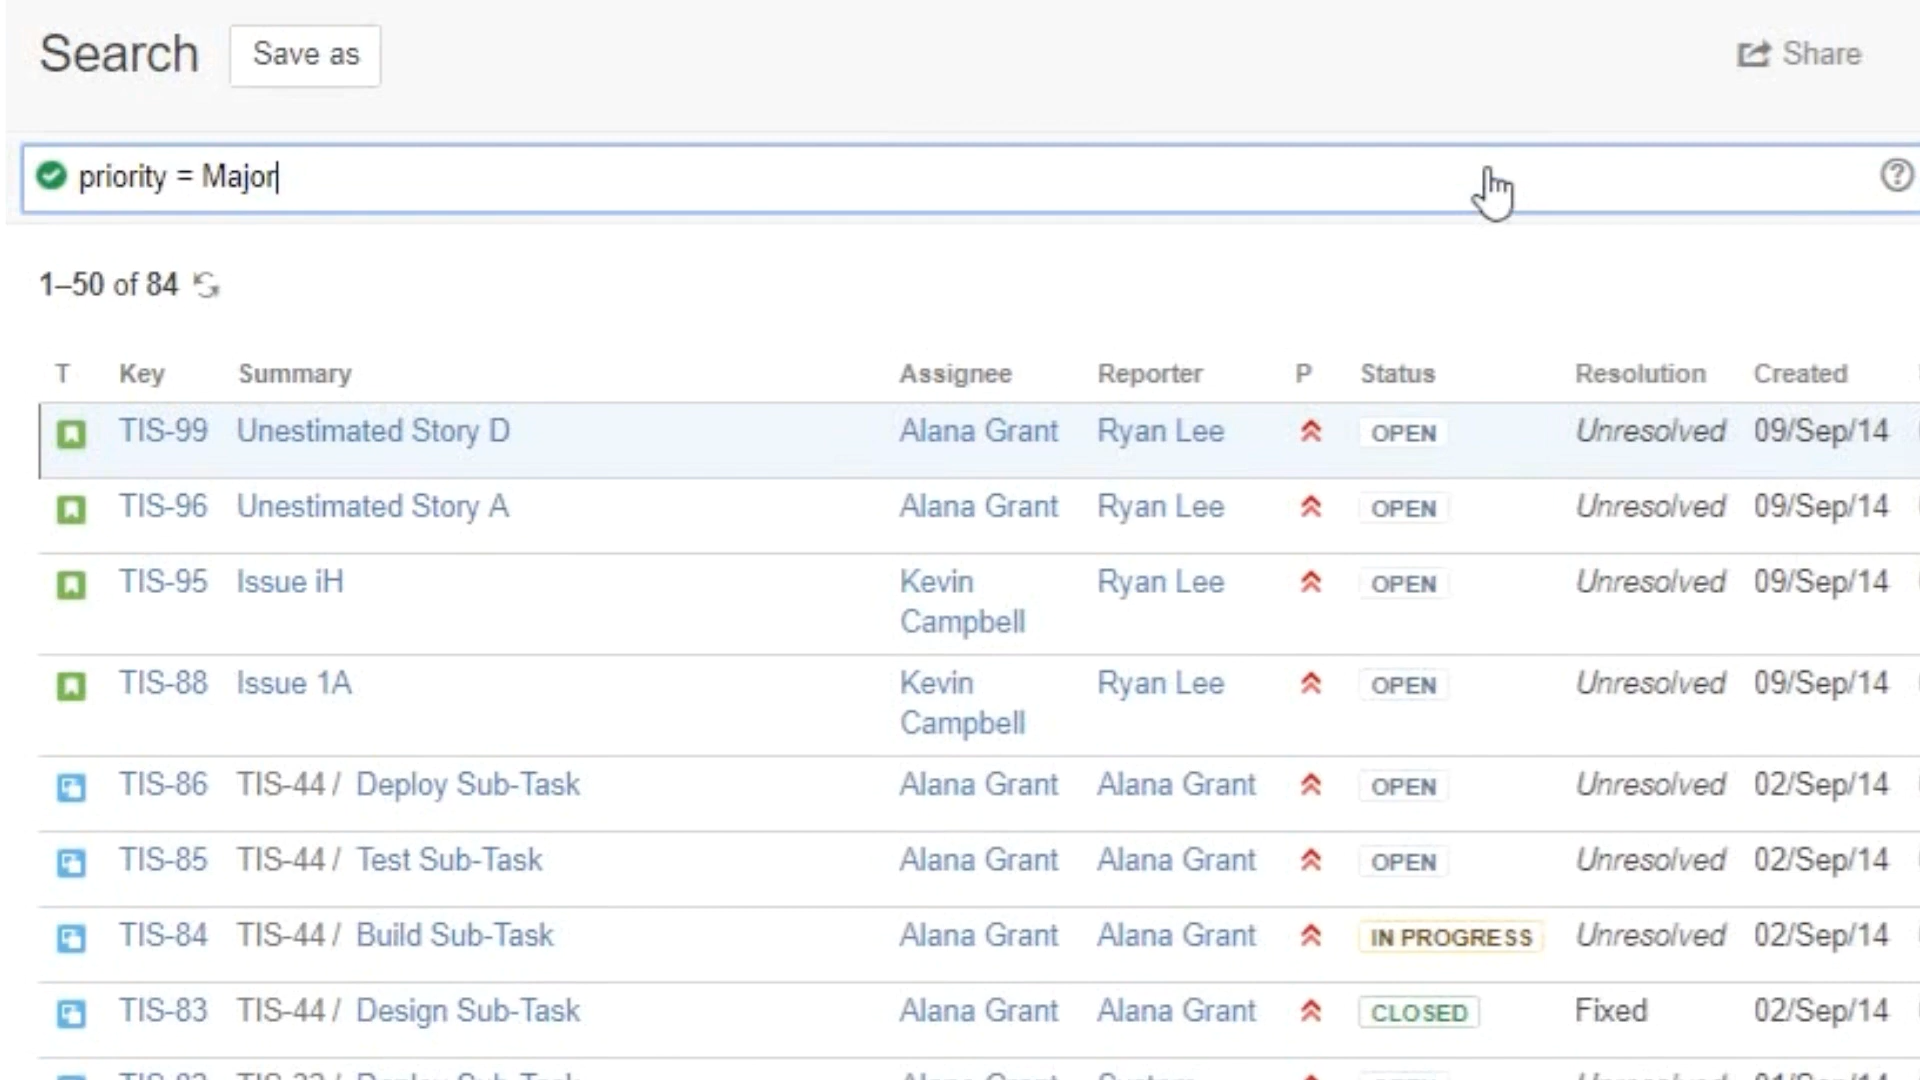 Search Save as Share
priority = Major
1–50 of 84
T Key Summary Assignee Reporter P Status Resolution Created
TIS-99 Unestimated Story D Alana Grant Ryan Lee OPEN Unresolved 09/Sep/14
TIS-96 Unestimated Story A Alana Grant Ryan Lee OPEN Unresolved 09/Sep/14
TIS-95 Issue iH Kevin Campbell Ryan Lee OPEN Unresolved 09/Sep/14
TIS-88 Issue 1A Kevin Campbell Ryan Lee OPEN Unresolved 09/Sep/14
TIS-86 TIS-44 / Deploy Sub-Task Alana Grant Alana Grant OPEN Unresolved 02/Sep/14
TIS-85 TIS-44 / Test Sub-Task Alana Grant Alana Grant OPEN Unresolved 02/Sep/14
TIS-84 TIS-44 / Build Sub-Task Alana Grant Alana Grant IN PROGRESS Unresolved 02/Sep/14
TIS-83 TIS-44 / Design Sub-Task Alana Grant Alana Grant CLOSED Fixed 02/Sep/14